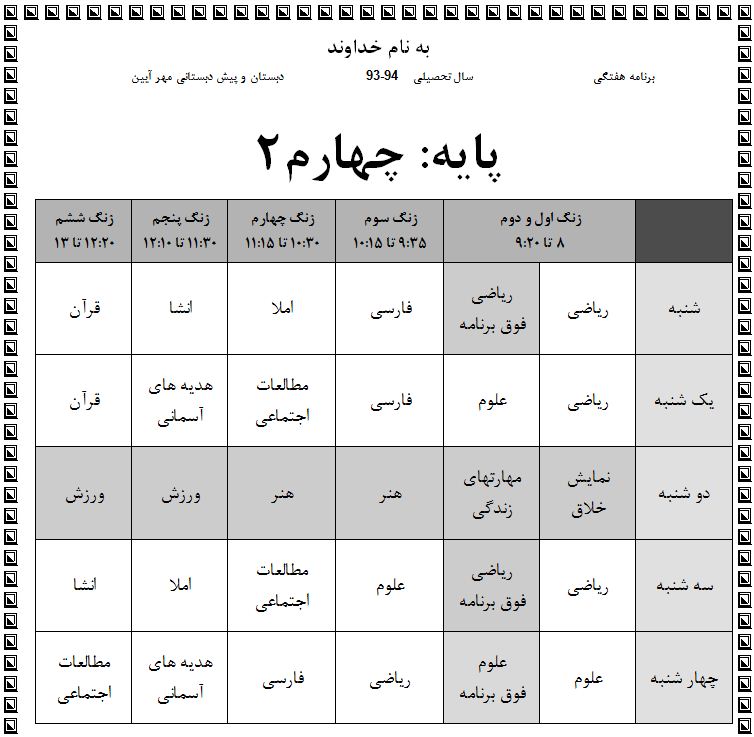 به نام خداوند
برنامه هفتگی سال تحصیلی 93-94 دبستان و پیش دبستانی مهر آیین
پایه: چهارم۲
زنگ اول و دوم زنگ سوم زنگ چهارم زنگ پنجم زنگ ششم
۸ تا ۹:۲۰ ۹:۳۵ تا ۱۰:۱۵ ۱۰:۳۰ تا ۱۱:۱۵ ۱۱:۳۰ تا ۱۲:۱۰ ۱۲:۲۰ تا ۱۳
شنبه ریاضی ریاضی فارسی املا انشا قرآن
فوق برنامه
یک شنبه ریاضی علوم فارسی مطالعات هدیه های قرآن
اجتماعی آسمانی
دو شنبه نمایش مهارتهای هنر هنر ورزش ورزش
خلاق زندگی
سه شنبه ریاضی ریاضی علوم مطالعات املا انشا
فوق برنامه اجتماعی
چهار شنبه علوم علوم ریاضی فارسی هدیه های مطالعات
فوق برنامه آسمانی اجتماعی